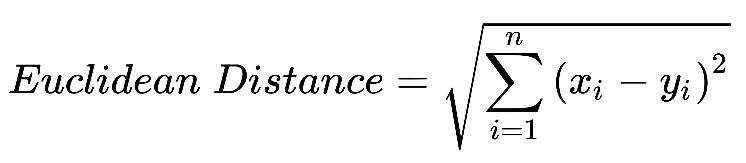 Euclidean Distance = √(∑_{i=1}^{n} (x_i − y_i)^2)